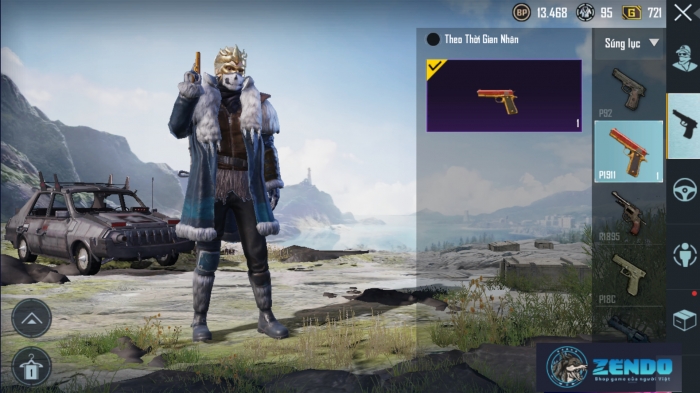 BP 13.468 95 G 721
Theo Thời Gian Nhận
Súng lục
1
P92
P1911
1
R1895
P18C
ZENDO
Shop game của người Việt